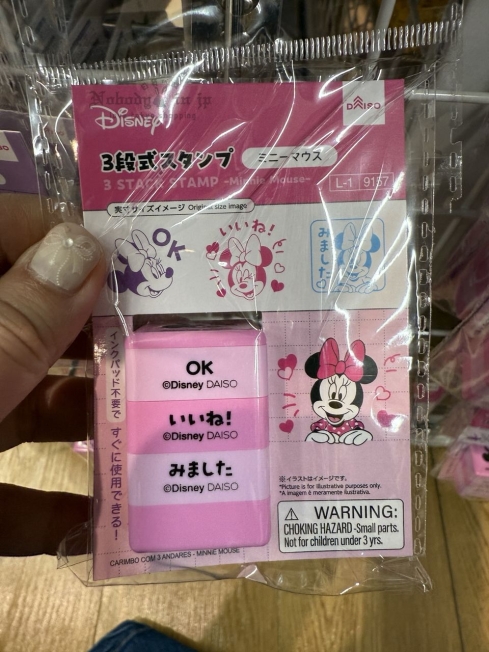 Disney
DAISO
3段式スタンプ ミニーマウス
3 STACK STAMP -Minnie Mouse-
L-1 9157
実寸サイズイメージ Original size image
OK
いいね!
みました
インクパッド不要で
すぐに使用できる!
OK
©Disney DAISO
いいね!
©Disney DAISO
みました
©Disney DAISO
※イラストはイメージです。
*Picture is for illustrative purposes only.
*A imagem é meramente ilustrativa.
WARNING:
CHOKING HAZARD-Small parts.
Not for children under 3 yrs.
CARIMBO COM 3 ANDARES - MINNIE MOUSE